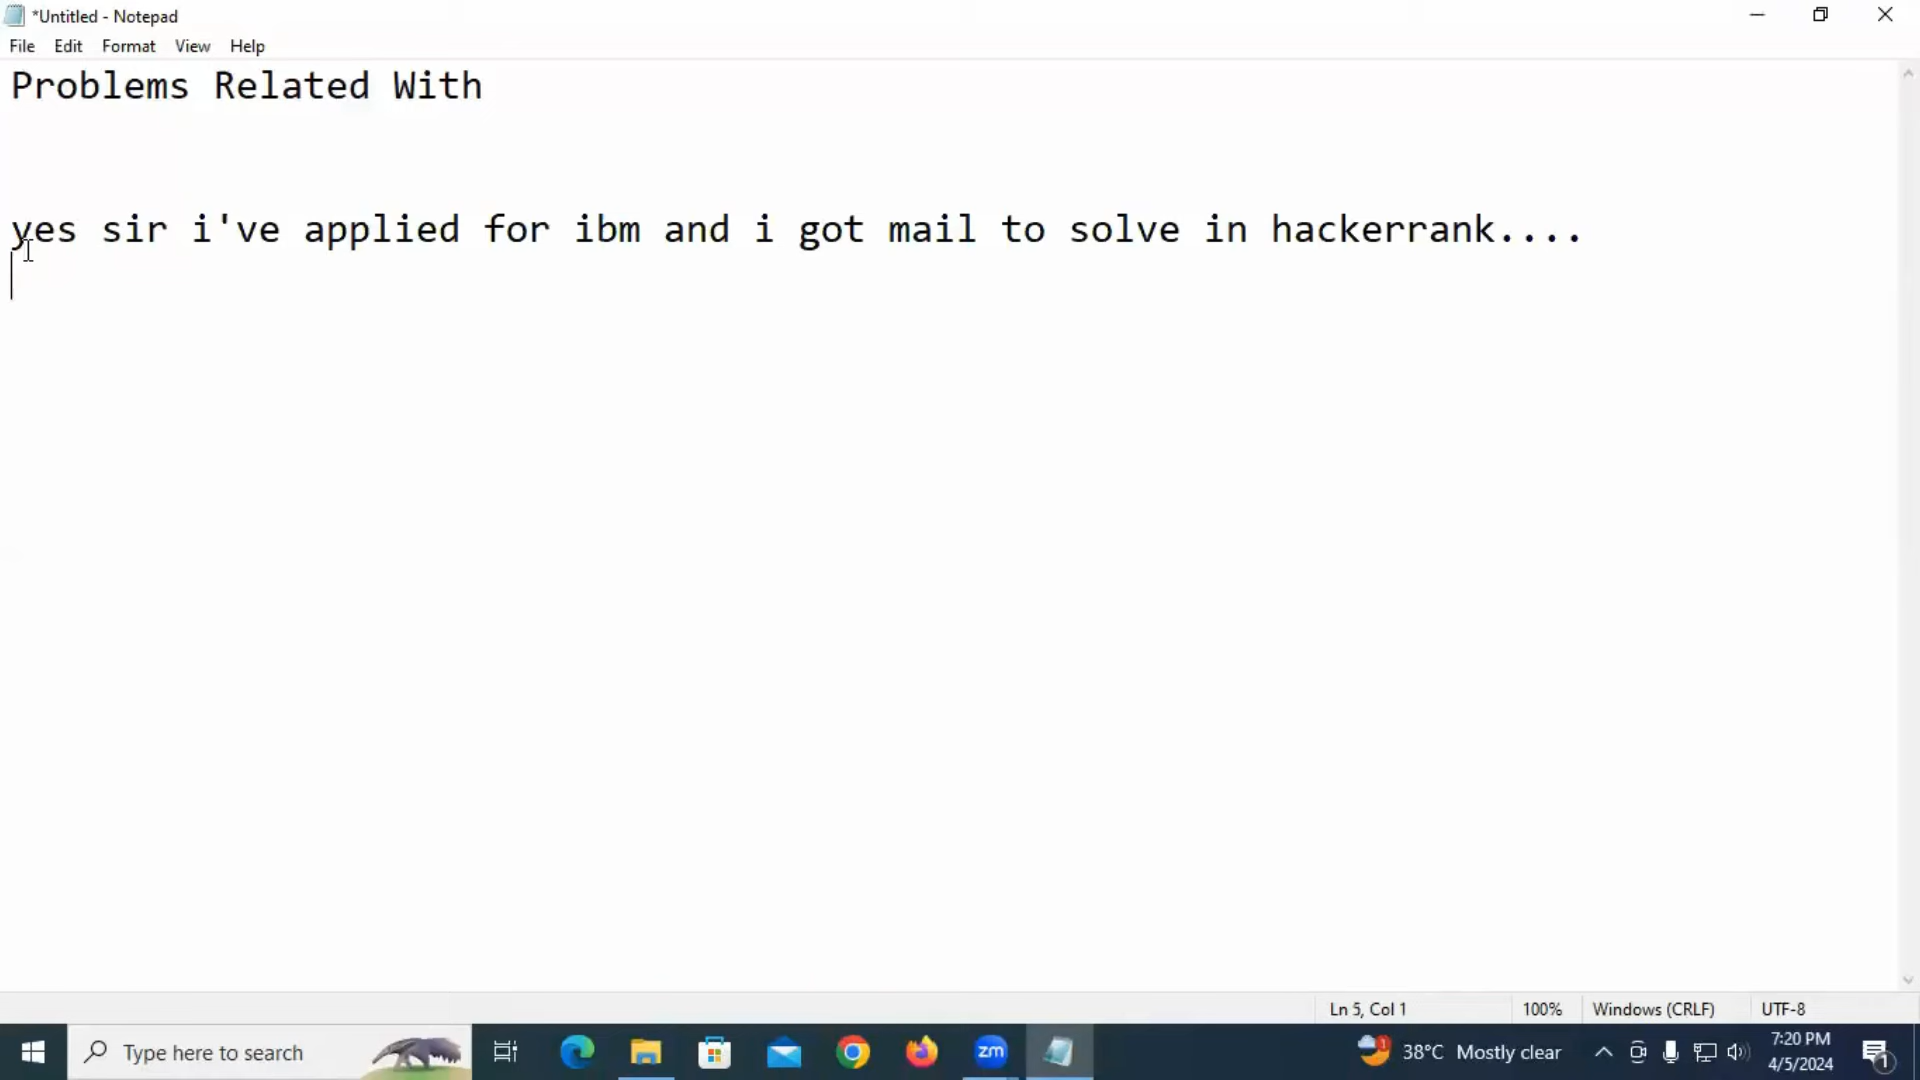 *Untitled - Notepad
File Edit Format View Help
Problems Related With
yes sir i've applied for ibm and i got mail to solve in hackerrank....
Ln 5, Col 1 100% Windows (CRLF) UTF-8
Type here to search
zm
38°C Mostly clear
7:20 PM
4/5/2024
1